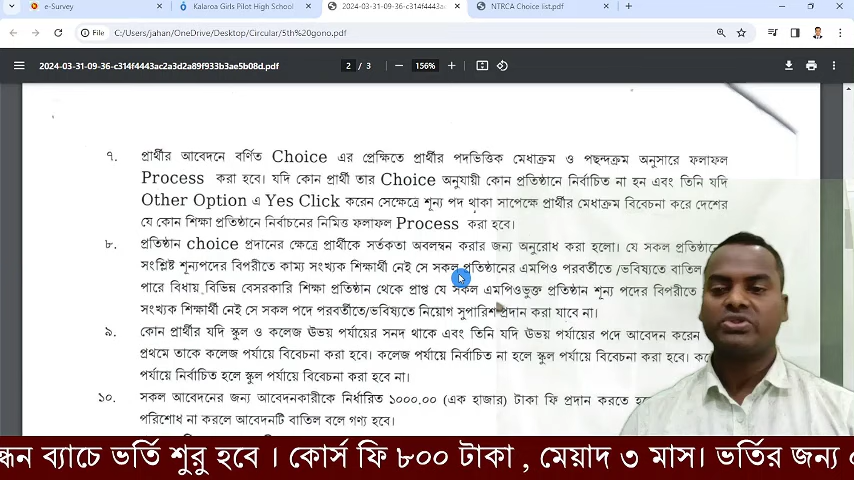 e-Survey
Kalaroa Girls Pilot High School
2024-03-31-09-36-c314f4443a
NTRCA Choice list.pdf
File C:/Users/jahan/OneDrive/Desktop/Circular/5th%20gono.pdf
2024-03-31-09-36-c314f4443ac2a3d2a89f933b3ae5b08d.pdf 2 / 3 156%
৭. প্রার্থীর আবেদনে বর্ণিত Choice এর প্রেক্ষিতে প্রার্থীর পদভিত্তিক মেধাক্রম ও পছন্দক্রম অনুসারে ফলাফল
Process করা হবে। যদি কোন প্রার্থী তার Choice অনুযায়ী কোন প্রতিষ্ঠানে নির্বাচিত না হন এবং তিনি যদি
Other Option এ Yes Click করেন সেক্ষেত্রে শূন্য পদ থাকা সাপেক্ষে প্রার্থীর মেধাক্রম বিবেচনা করে দেশের
যে কোন শিক্ষা প্রতিষ্ঠানে নির্বাচনের নিমিত্ত ফলাফল Process করা হবে।
৮. প্রতিষ্ঠান choice প্রদানের ক্ষেত্রে প্রার্থীকে সর্তকতা অবলম্বন করার জন্য অনুরোধ করা হলো। যে সকল
সংশ্লিষ্ট শূন্যপদের বিপরীতে কাম্য সংখ্যক শিক্ষার্থী নেই সে সকল প্রতিষ্ঠানের এমপিও পরবর্তীতে /ভবিষ্যতে বাতিল
পারে বিধায় বিভিন্ন বেসরকারি শিক্ষা প্রতিষ্ঠান থেকে প্রাপ্ত যে সকল এমপিওভুক্ত প্রতিষ্ঠান শূন্য পদের বিপরীতে
সংখ্যক শিক্ষার্থী নেই সে সকল পদে পরবর্তীতে/ভবিষ্যতে নিয়োগ সুপারিশ প্রদান করা যাবে না।
৯. কোন প্রার্থীর যদি স্কুল ও কলেজ উভয় পর্যায়ের সনদ থাকে এবং তিনি যদি উভয় পর্যায়ের পদে আবেদন করেন
প্রথমে তাকে কলেজ পর্যায়ে বিবেচনা করা হবে। কলেজ পর্যায়ে নির্বাচিত না হলে স্কুল পর্যায়ে বিবেচনা করা হবে।
পর্যায়ে নির্বাচিত হলে স্কুল পর্যায়ে বিবেচনা করা হবে না।
১০. সকল আবেদনের জন্য আবেদনকারীকে নির্ধারিত ১০০০.০০ (এক হাজার) টাকা ফি প্রদান করতে
পরিশোধ না করলে আবেদনটি বাতিল বলে গণ্য হবে।
ব্যাচে ভর্তি শুরু হবে । কোর্স ফি ৮০০ টাকা , মেয়াদ ৩ মাস। ভর্তির জন্য